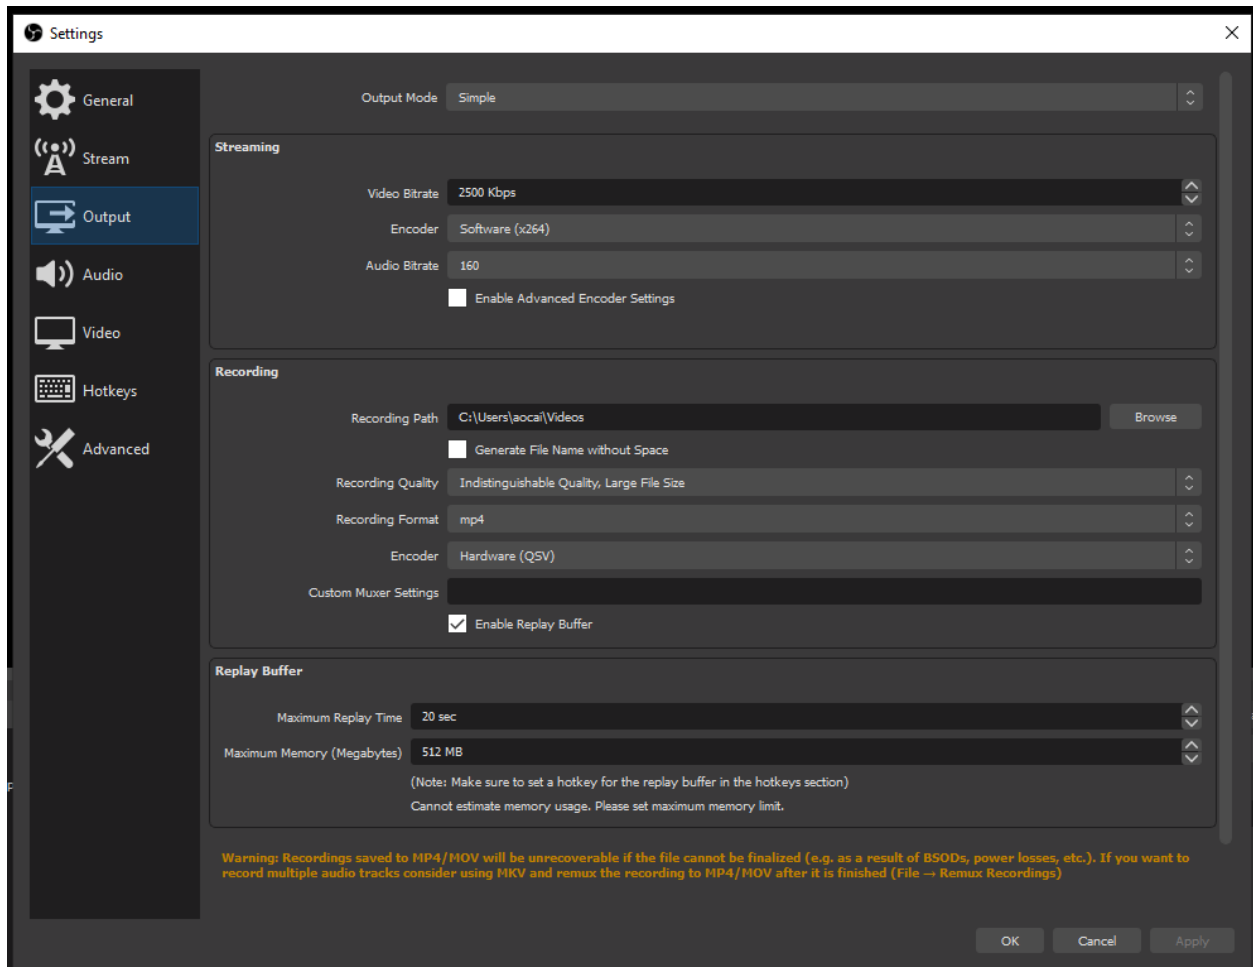 Settings
General
Stream
Output
Audio
Video
Hotkeys
Advanced
Output Mode Simple
Streaming
Video Bitrate 2500 Kbps
Encoder Software (x264)
Audio Bitrate 160
Enable Advanced Encoder Settings
Recording
Recording Path C:\Users\aocai\Videos Browse
Generate File Name without Space
Recording Quality Indistinguishable Quality, Large File Size
Recording Format mp4
Encoder Hardware (QSV)
Custom Muxer Settings
Enable Replay Buffer
Replay Buffer
Maximum Replay Time 20 sec
Maximum Memory (Megabytes) 512 MB
(Note: Make sure to set a hotkey for the replay buffer in the hotkeys section)
Cannot estimate memory usage. Please set maximum memory limit.
Warning: Recordings saved to MP4/MOV will be unrecoverable if the file cannot be finalized (e.g. as a result of BSODs, power losses, etc.). If you want to
record multiple audio tracks consider using MKV and remux the recording to MP4/MOV after it is finished (File → Remux Recordings)
OK Cancel Apply